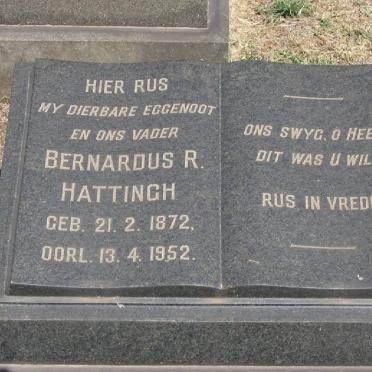 HIER RUS
MY DIERBARE EGGENOOT
EN ONS VADER
BERNARDUS R.
HATTINGH
GEB. 21. 2. 1872,
OORL. 13. 4. 1952.
ONS SWYG, O HEE
DIT WAS U WIL
RUS IN VREDE